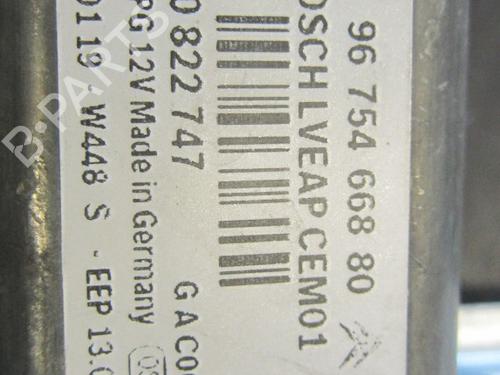 96 754 668 80
OSCH LVEAP CEM01
0 822 747 GAC00
PG 12V Made in Germany
0119 - W448 S - EEP 13.0
B-PARTS